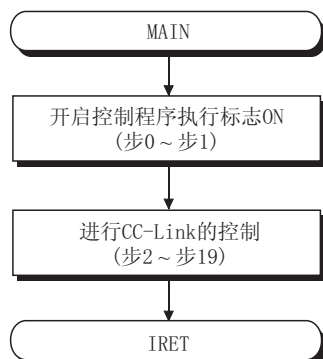 MAIN
开启控制程序执行标志ON
(步0~步1)
进行CC-Link的控制
(步2~步19)
IRET